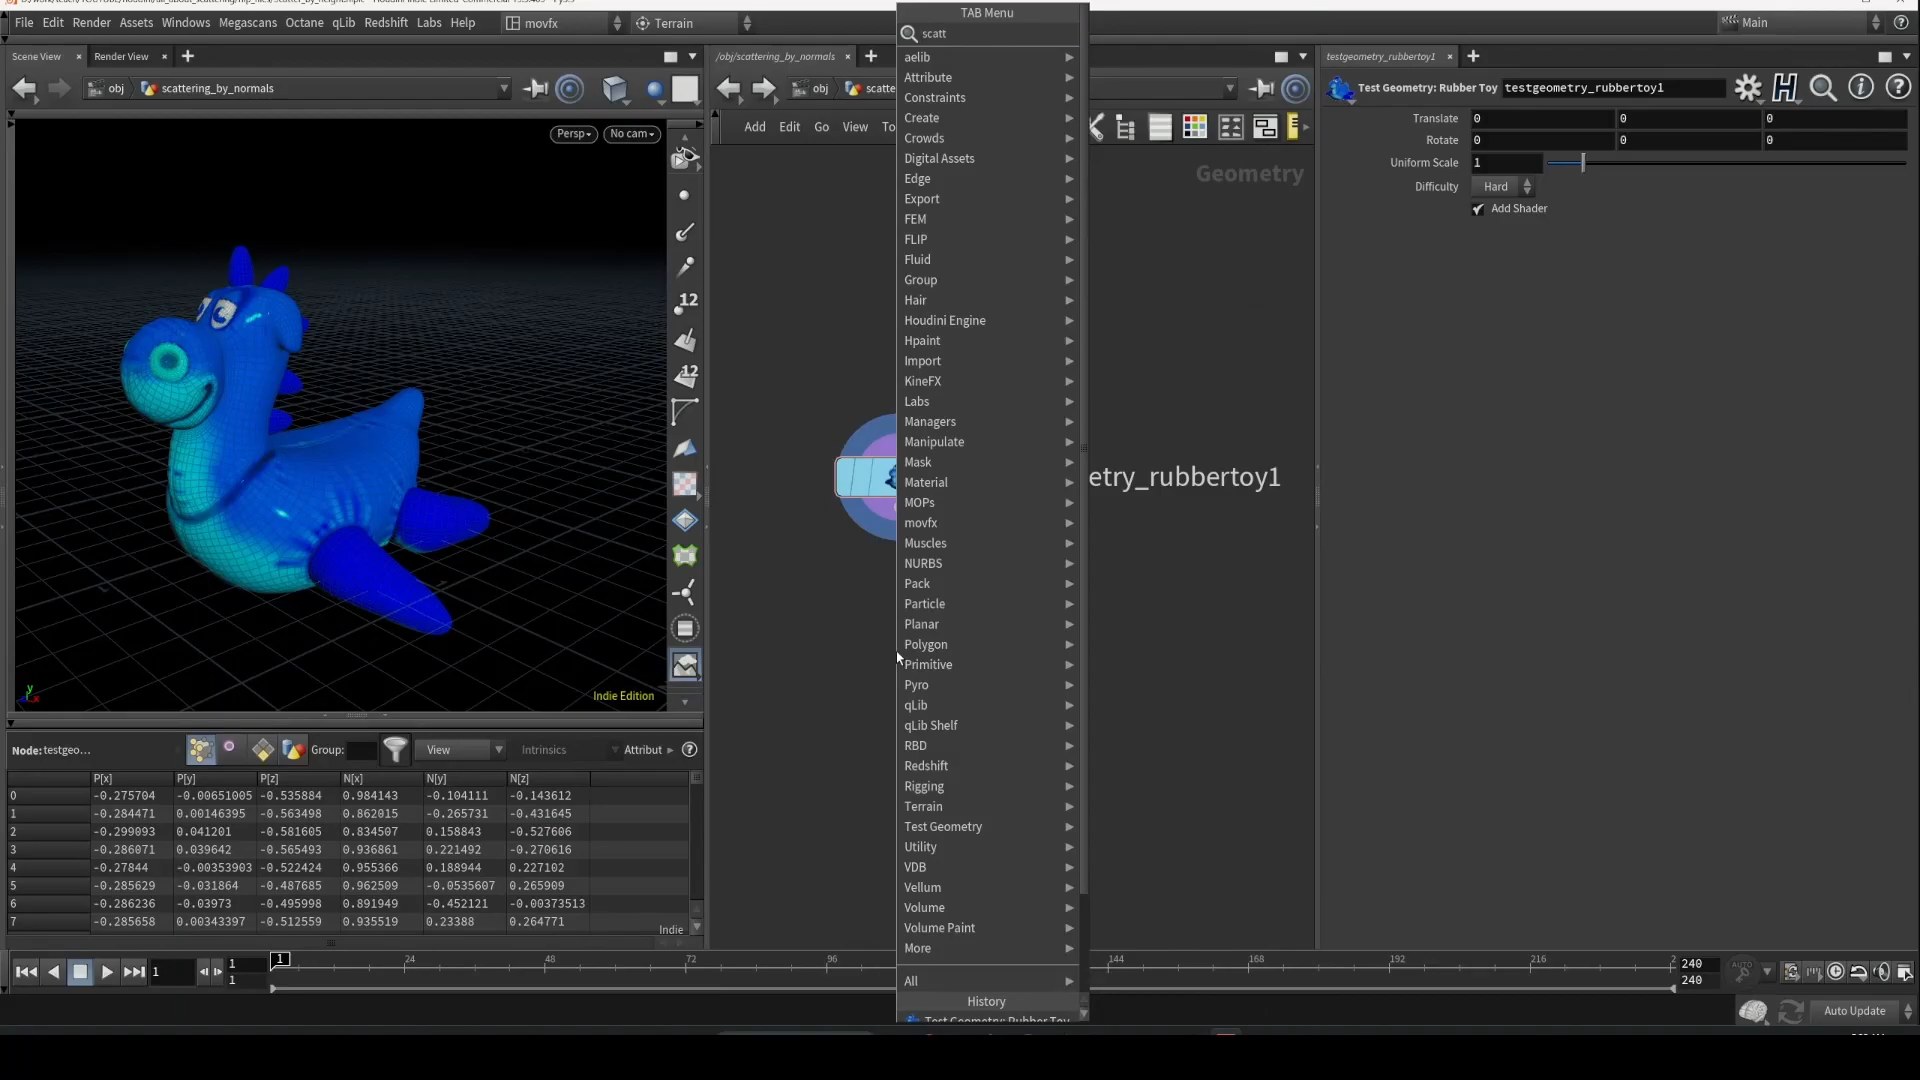 File Edit Render Assets Windows Megascans Octane qLib Redshift Labs Help movfx Terrain Main
Scene View Render View
obj scattering_by_normals
Persp No cam
12
12
Indie Edition
Node: testgeo... Group: View Intrinsics Attribut
P[x] P[y] P[z] N[x] N[y] N[z]
0 -0.275704 -0.00651005 -0.535884 0.984143 -0.104111 -0.143612
1 -0.284471 0.00146395 -0.563498 0.862015 -0.265731 -0.431645
2 -0.299093 0.041201 -0.581605 0.834507 0.158843 -0.527606
3 -0.286071 0.039642 -0.565493 0.936861 0.221492 -0.270616
4 -0.27844 -0.00353903 -0.522424 0.955366 0.188944 0.227102
5 -0.285629 -0.031864 -0.487685 0.962509 -0.0535607 0.265909
6 -0.286236 -0.03973 -0.495998 0.891949 -0.452121 -0.00373513
7 -0.285658 0.00343397 -0.512559 0.935519 0.23388 0.264771
Indie
/obj/scattering_by_normals
obj scatte
Add Edit Go View To
Geometry
etry_rubbertoy1
TAB Menu
scatt
aelib
Attribute
Constraints
Create
Crowds
Digital Assets
Edge
Export
FEM
FLIP
Fluid
Group
Hair
Houdini Engine
Hpaint
Import
KineFX
Labs
Managers
Manipulate
Mask
Material
MOPs
movfx
Muscles
NURBS
Pack
Particle
Planar
Polygon
Primitive
Pyro
qLib
qLib Shelf
RBD
Redshift
Rigging
Terrain
Test Geometry
Utility
VDB
Vellum
Volume
Volume Paint
More
All
History
Test Geometry: Rubber Toy
testgeometry_rubbertoy1
Test Geometry: Rubber Toy testgeometry_rubbertoy1
Translate 0 0 0
Rotate 0 0 0
Uniform Scale 1
Difficulty Hard
Add Shader
1 1 1 1 24 48 72 96 144 168 192 216 2 240 240
AUTO
Auto Update